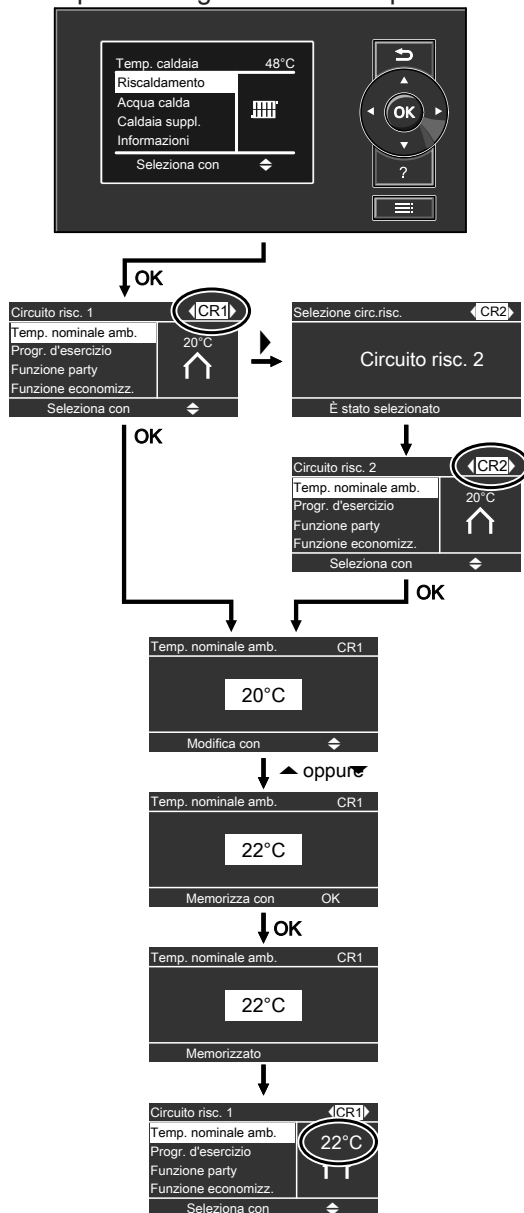 Temp. caldaia 48°C
Riscaldamento
Acqua calda
Caldaia suppl.
Informazioni
Seleziona con
OK
?
OK
Circuito risc. 1 CR1
Temp. nominale amb.
Progr. d'esercizio
Funzione party
Funzione economizz.
20°C
Seleziona con
Selezione circ.risc. CR2
Circuito risc. 2
È stato selezionato
OK
Circuito risc. 2 CR2
Temp. nominale amb.
Progr. d'esercizio
Funzione party
Funzione economizz.
20°C
Seleziona con
OK
Temp. nominale amb. CR1
20°C
Modifica con
oppure
Temp. nominale amb. CR1
22°C
Memorizza con OK
OK
Temp. nominale amb. CR1
22°C
Memorizzato
Circuito risc. 1 CR1
Temp. nominale amb.
Progr. d'esercizio
Funzione party
Funzione economizz.
22°C
Seleziona con